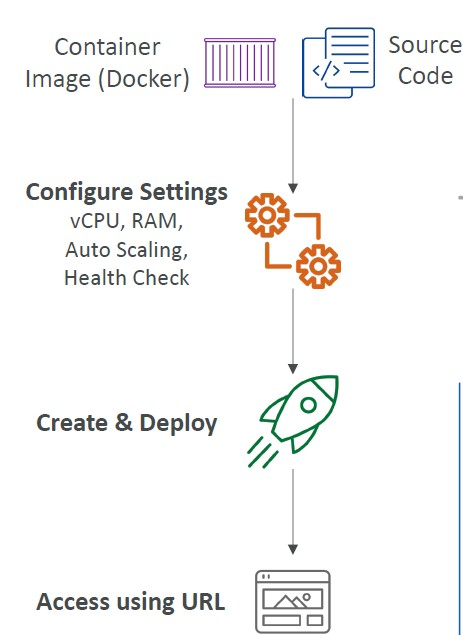 Container
Image (Docker)
Source
Code
</>
Configure Settings
vCPU, RAM,
Auto Scaling,
Health Check
Create & Deploy
Access using URL